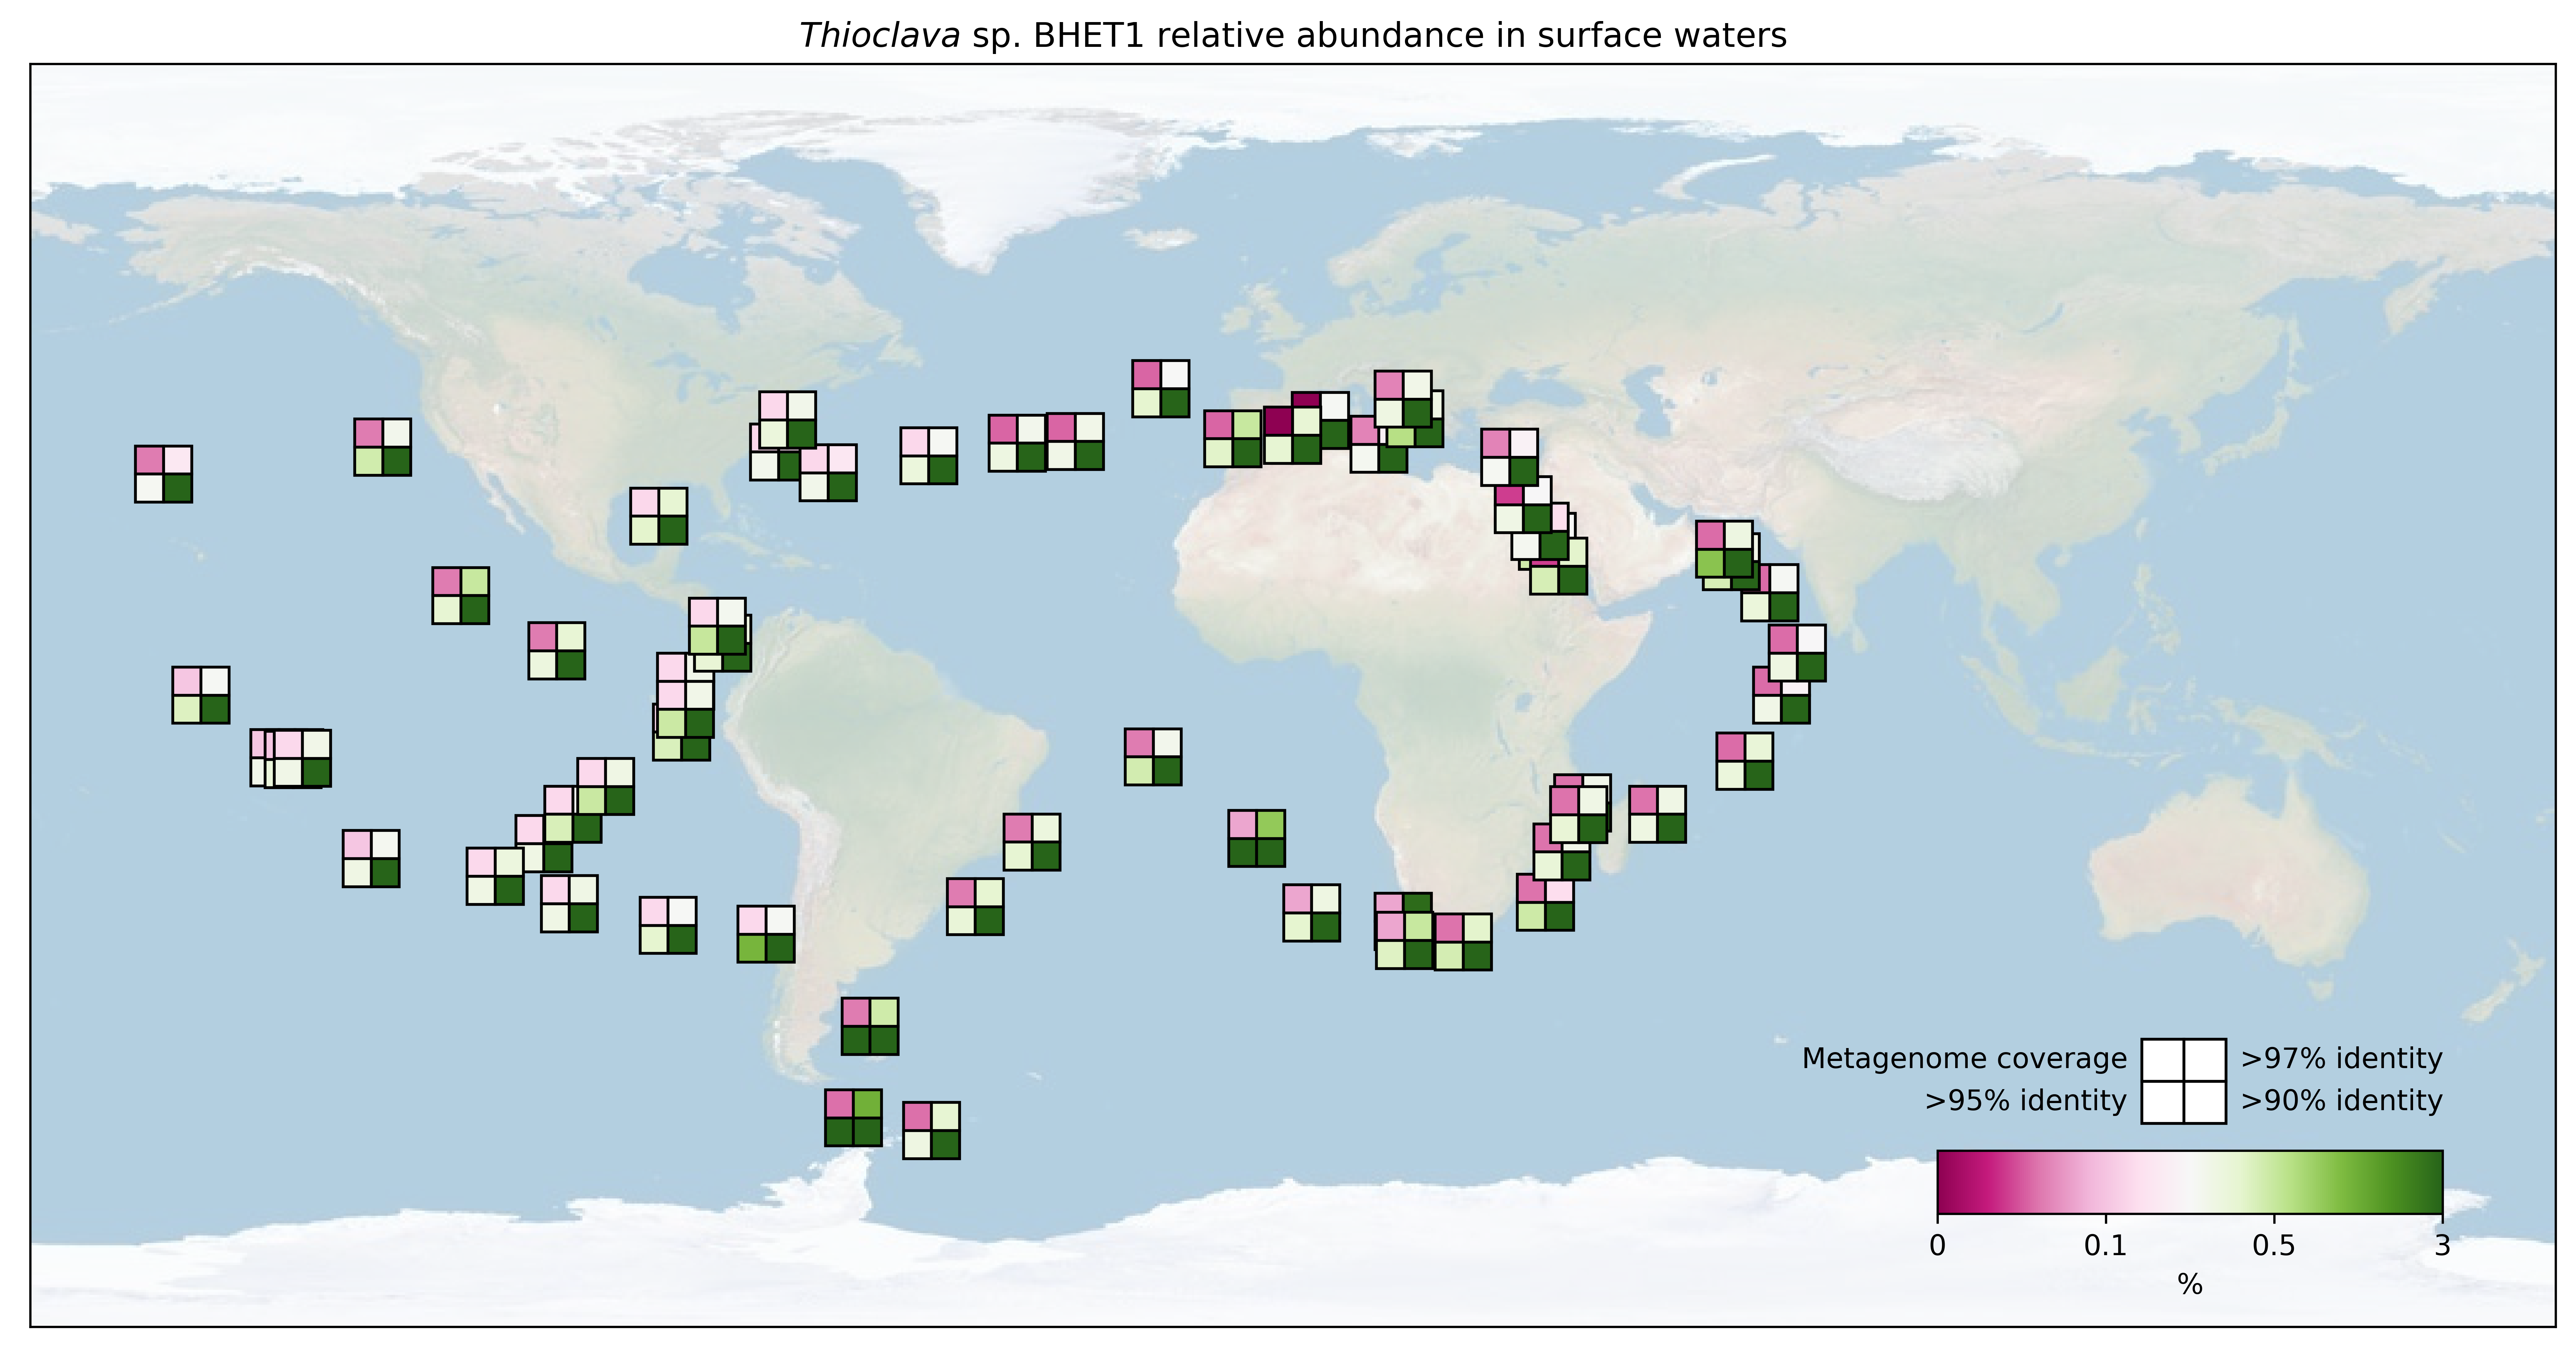 Thioclava sp. BHET1 relative abundance in surface waters
Metagenome coverage >97% identity
>95% identity >90% identity
0 0.1 0.5 3
%